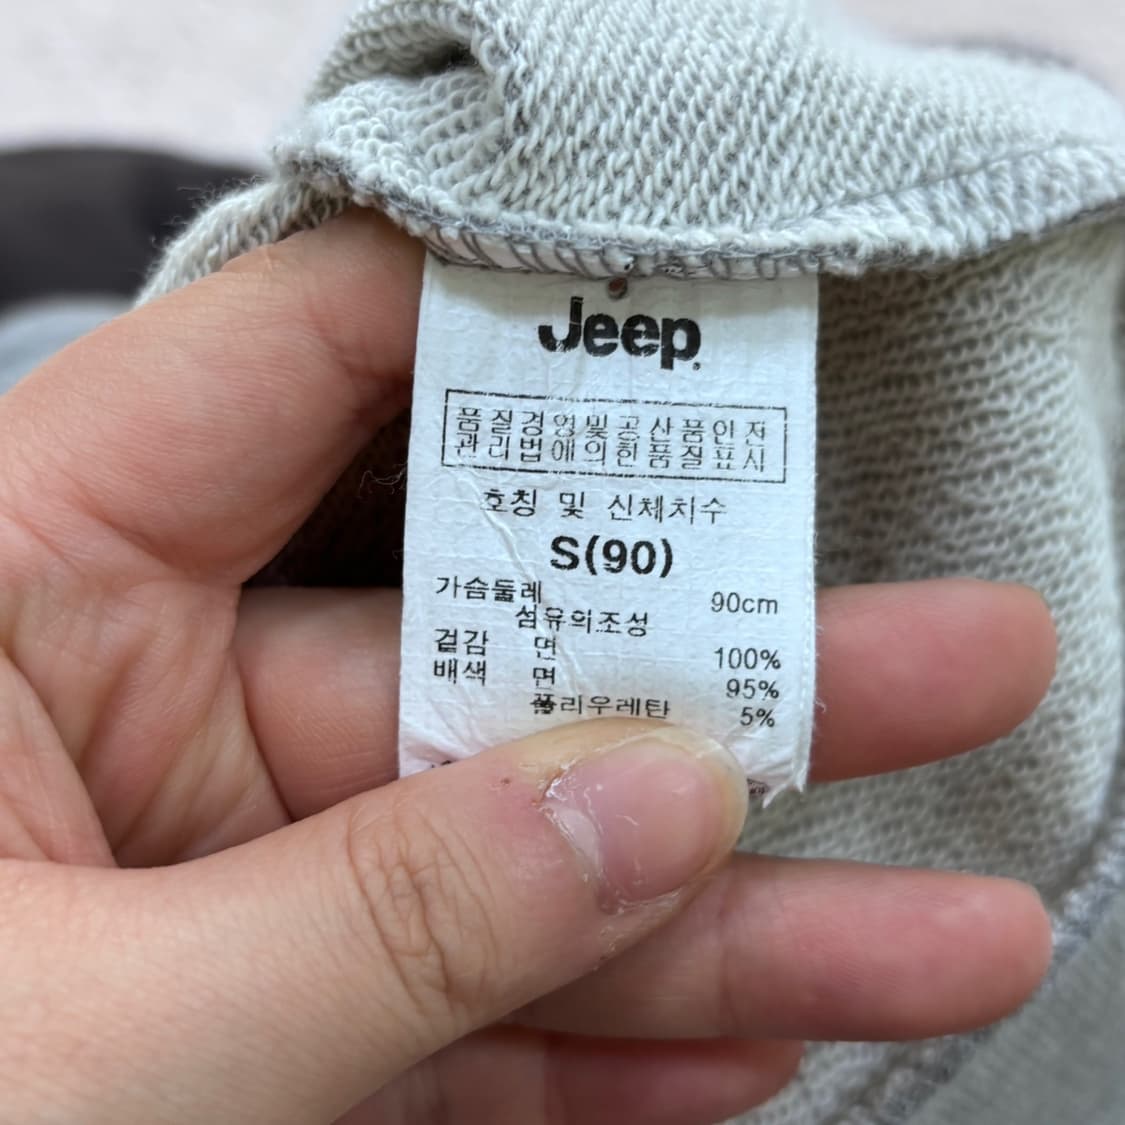 Jeep
품질경영및공산품안전
관리법에의한품질표시
호칭 및 신체치수
S(90)
가슴둘레 90cm
섬유의조성
겉감 면 100%
배색 면 95%
폴리우레탄 5%